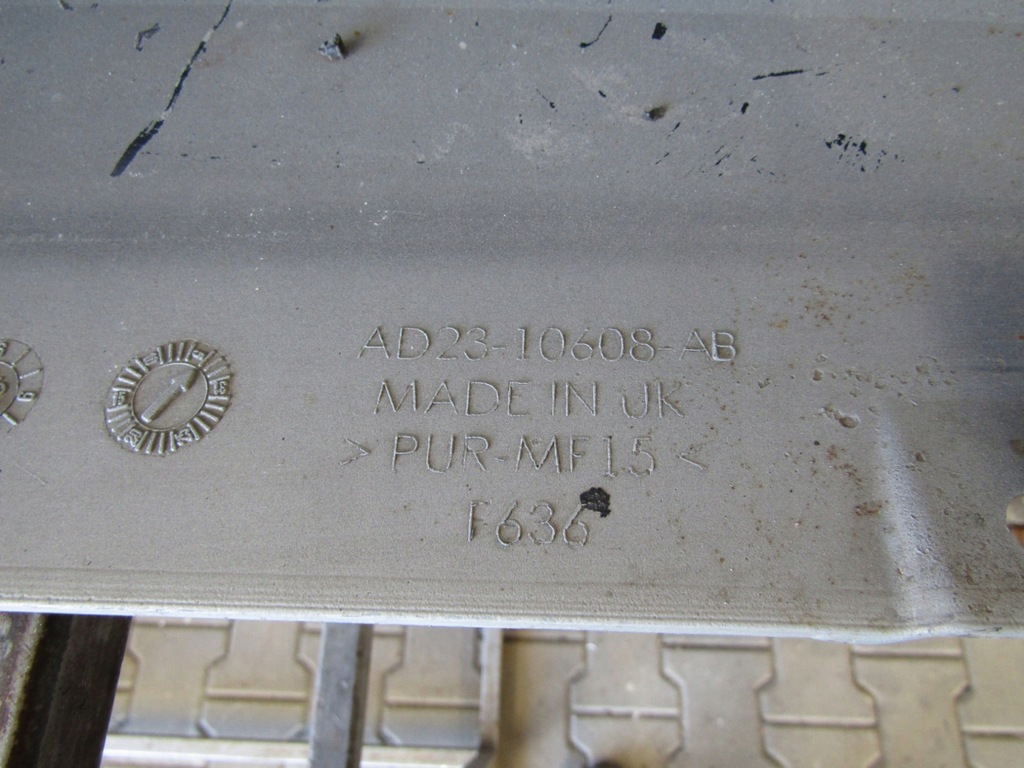 AD23-10608-AB
MADE IN UK
> PUR-MF15 <
F636